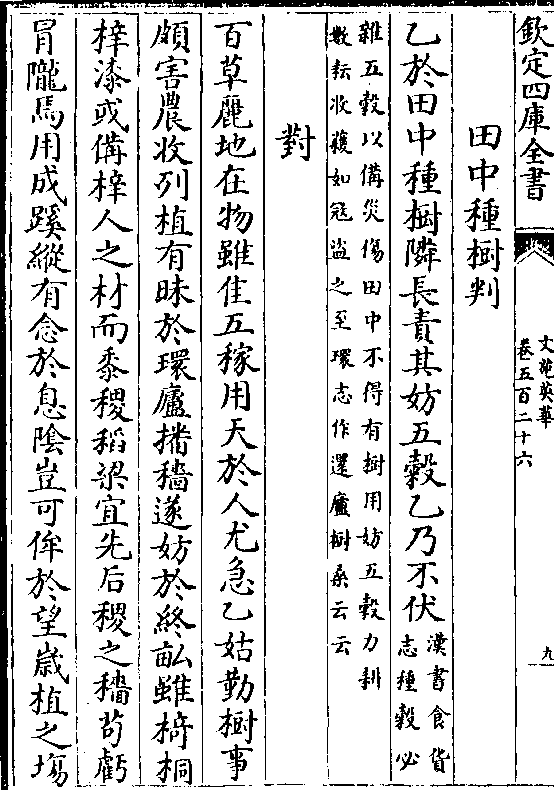 欽定四庫全書
文苑英華
卷五百二十六
九
田中種樹判
乙於田中種樹隣長責其妨五穀乙乃不伏
漢書食貨
志種穀必
雜五穀以備災傷田中不得有樹用妨五穀力耕
數耘收穫如冦盜之至環志作還廬樹桑云云
對
百草麗地在物雖佳五稼用天於人尤急乙姑勤樹事
頗害農收列植有昧於環廬播穡遂妨於終畆雖椅桐
梓漆或備梓人之材而黍稷稻梁宜先后稷之穡茍虧
冐隴焉用成蹊縱有念於息隂豈可侔於望嵗植之塲